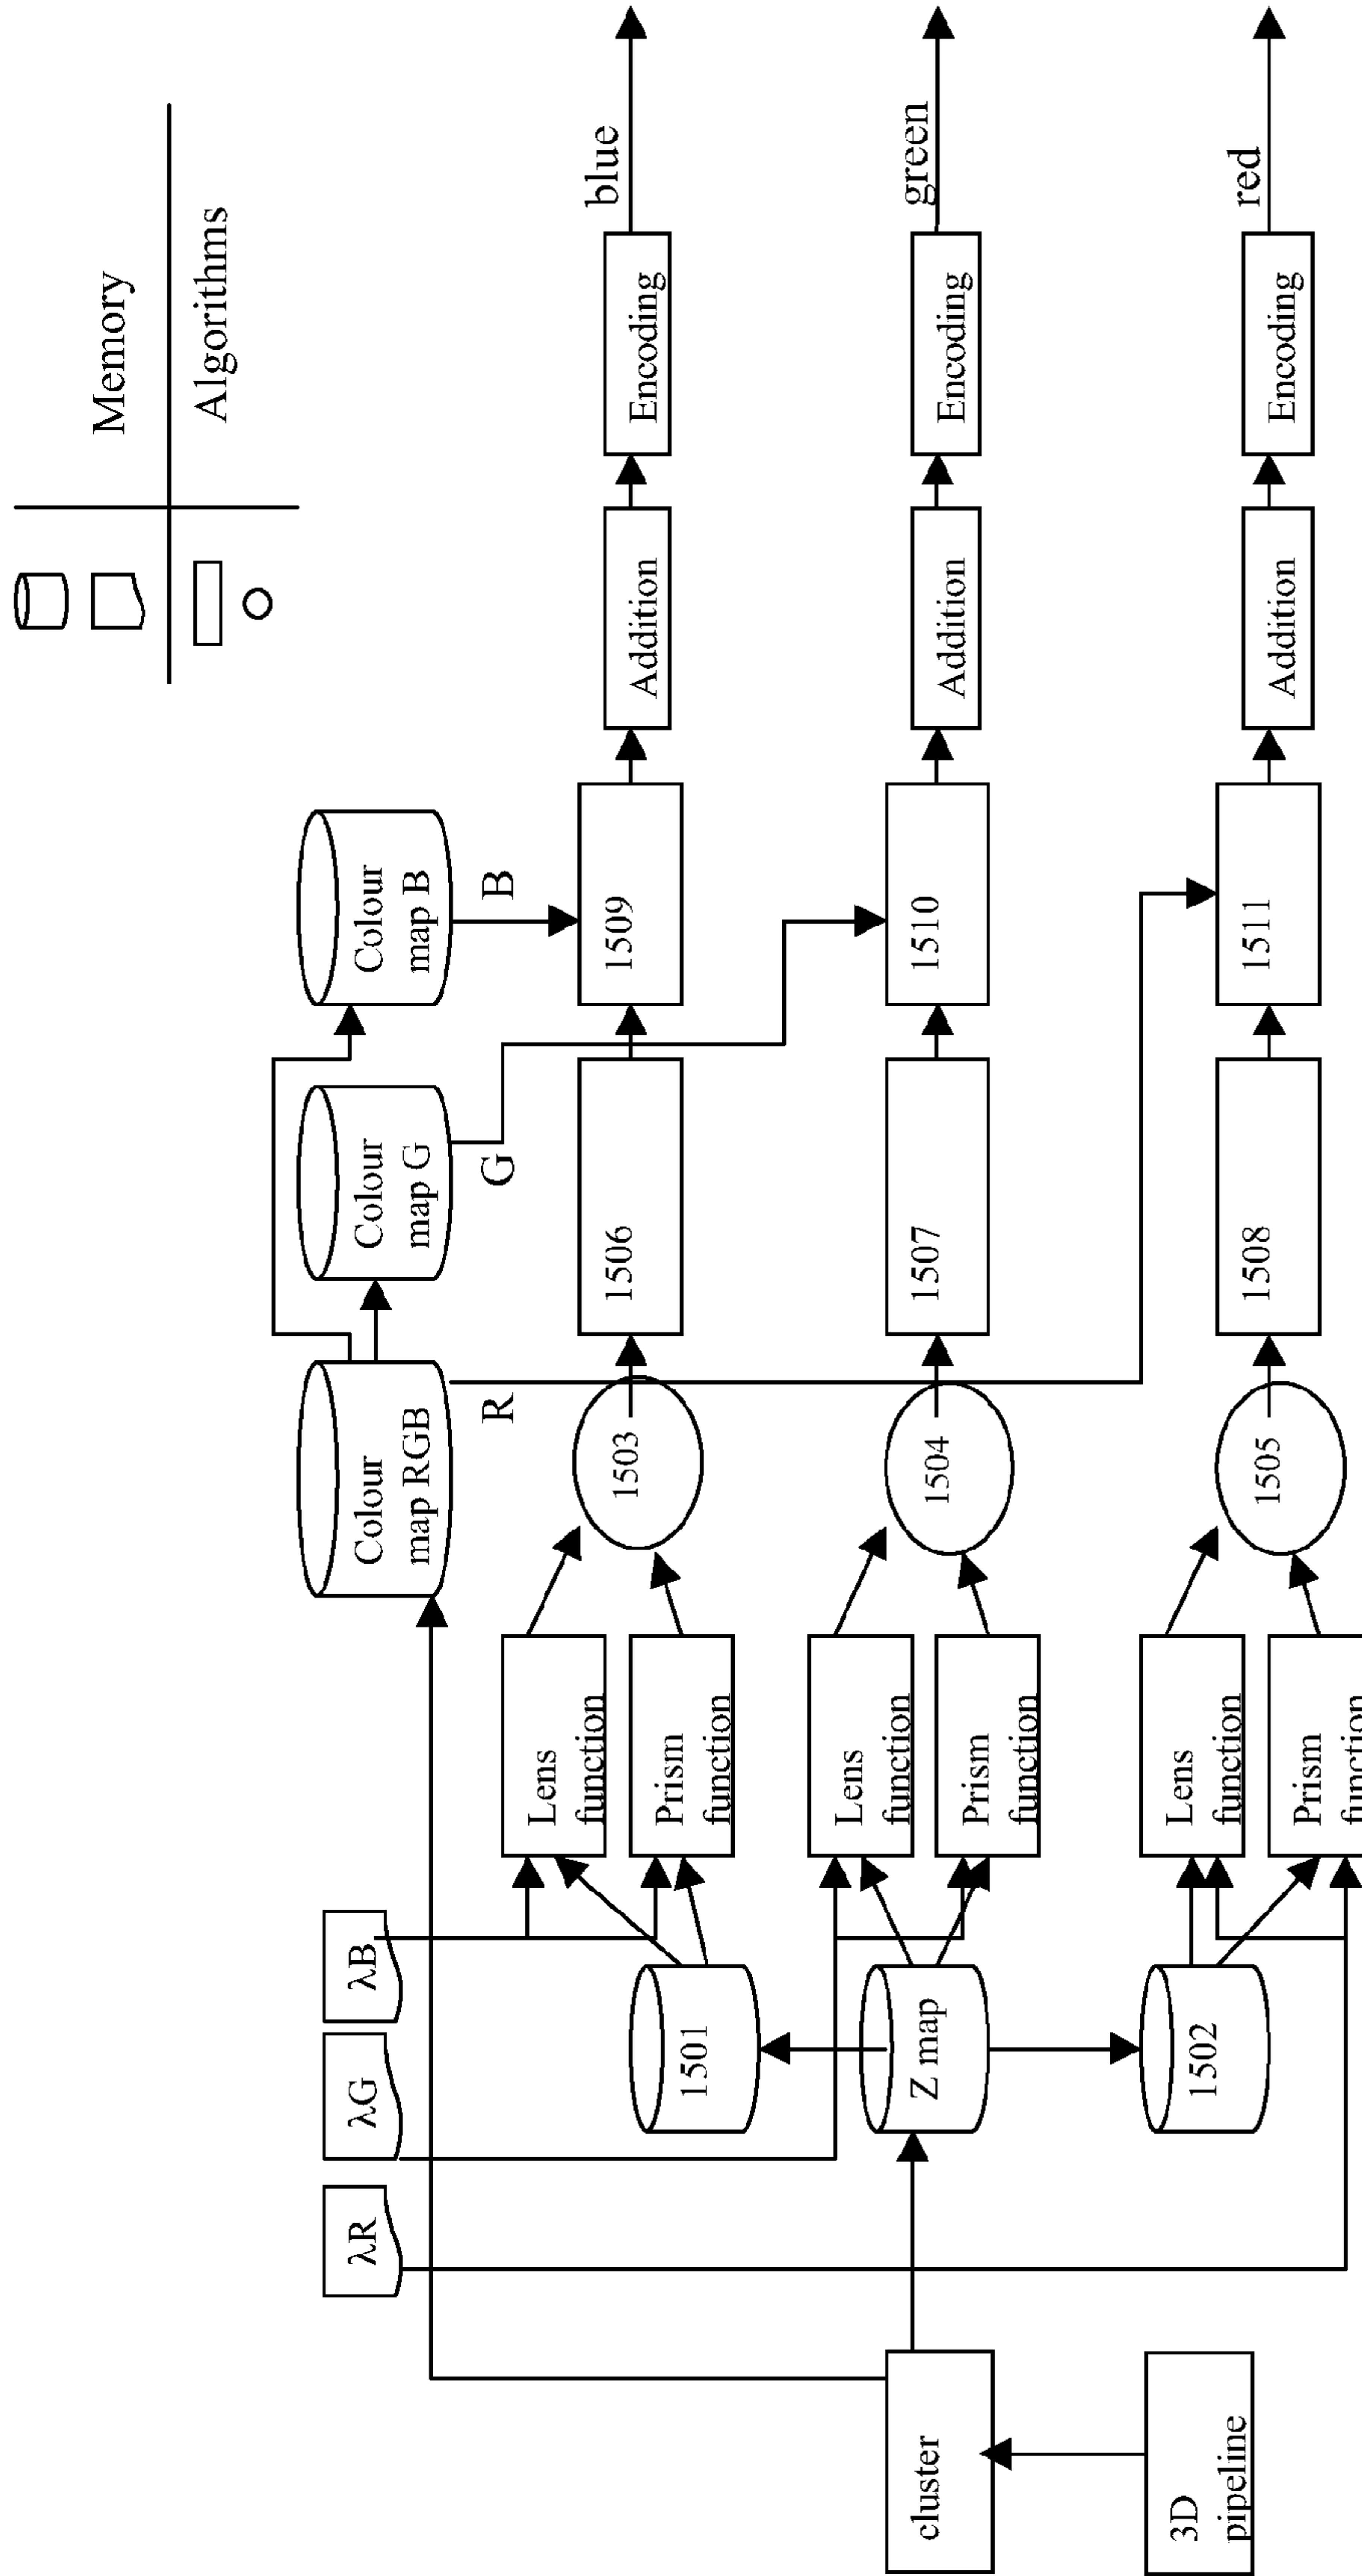 Memory
Algorithms
λR
λG
λB
Colour
map RGB
Colour
map G
Colour
map B
R
G
B
cluster
3D
pipeline
Z map
1501
1502
Lens
function
Prism
function
1503
1506
1509
Addition
Encoding
blue
Lens
function
Prism
function
1504
1507
1510
Addition
Encoding
green
Lens
function
Prism
function
1505
1508
1511
Addition
Encoding
red